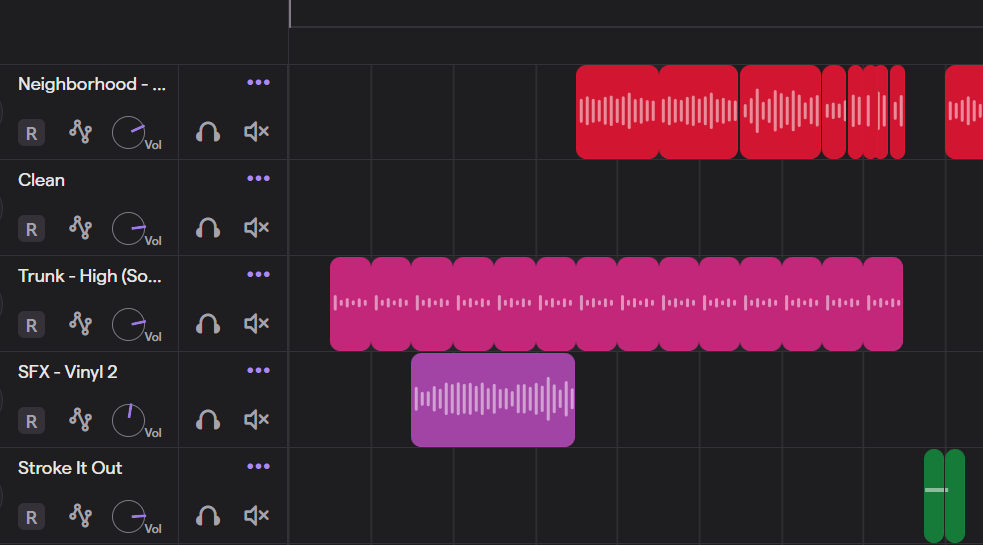 Neighborhood - ...
R
Vol
Clean
R
Vol
Trunk - High (So...
R
Vol
SFX - Vinyl 2
R
Vol
Stroke It Out
R
Vol